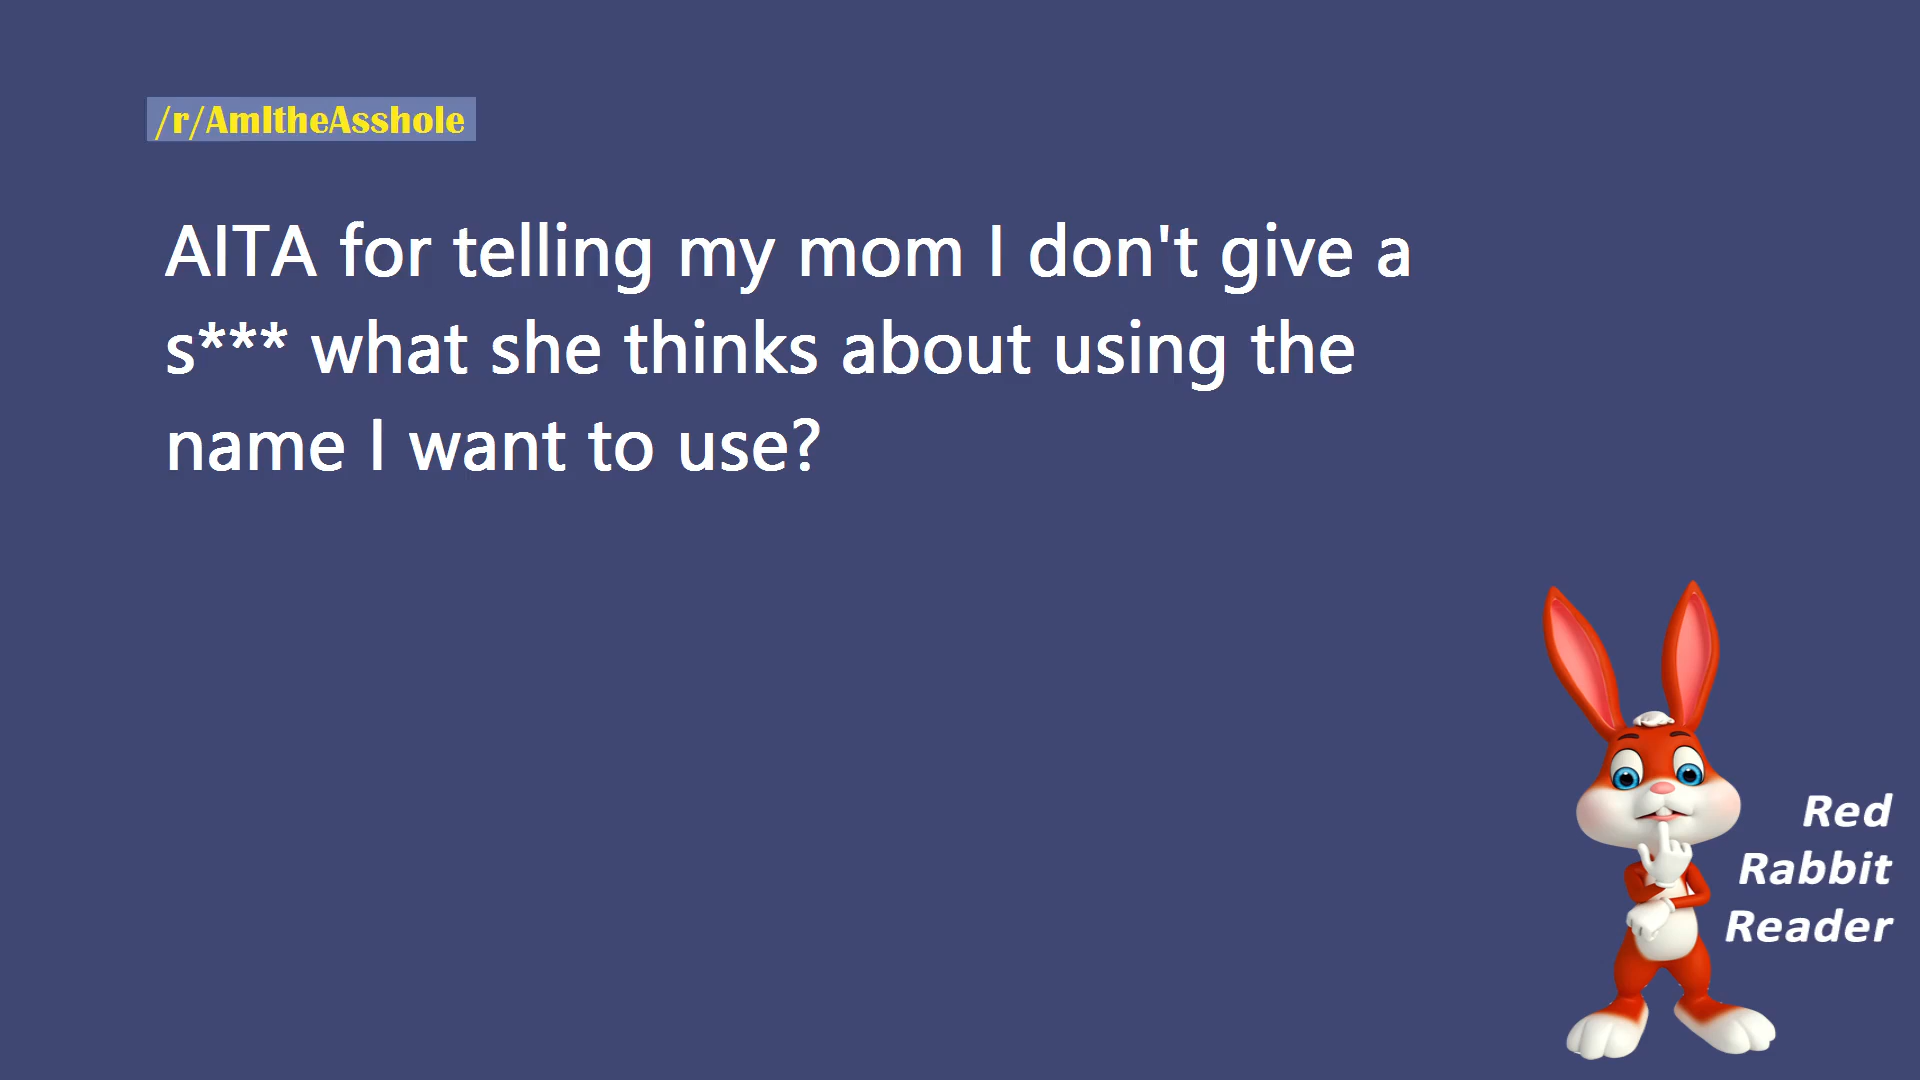 /r/AmItheAsshole
AITA for telling my mom I don't give a
s*** what she thinks about using the
name I want to use?
Red
Rabbit
Reader